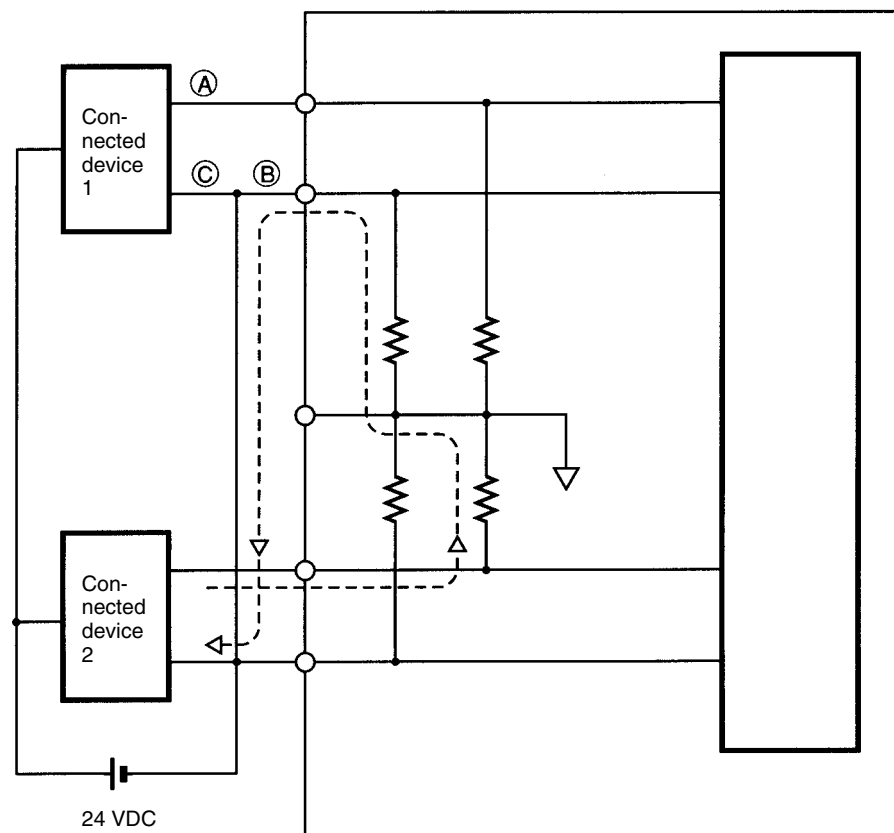 Ⓐ
Con-
nected
device
1
Ⓒ Ⓑ
Con-
nected
device
2
24 VDC